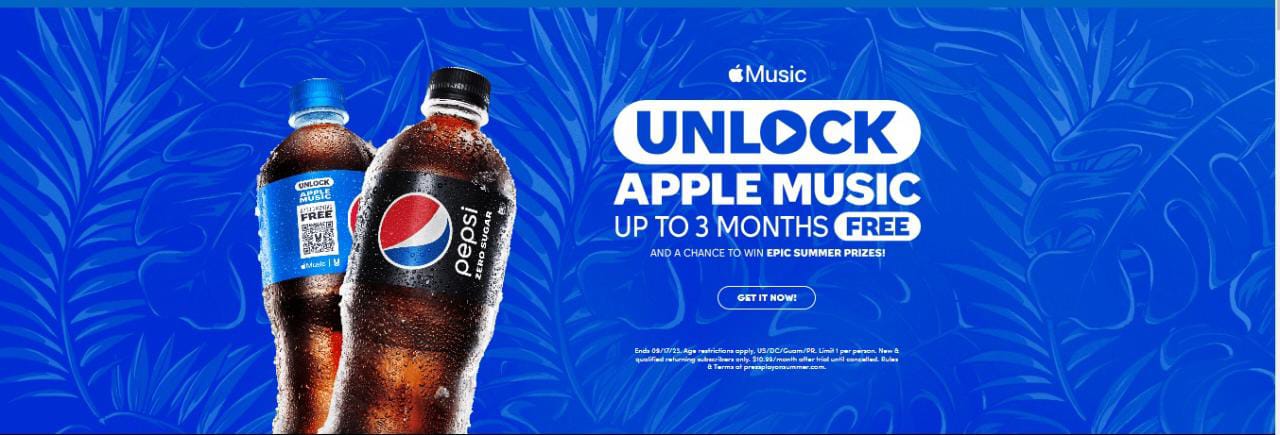 Music
UNLOCK
APPLE MUSIC
UP TO 3 MONTHS FREE
AND A CHANCE TO WIN EPIC SUMMER PRIZES!
GET IT NOW!
Ends 09/17/23. Age restrictions apply, US/DC/Guam/PR. Limit 1 per person. New &
qualified returning subscribers only. $10.99/month after trial until cancelled. Rules
& Terms at pressplayonsummer.com.
UNLOCK
APPLE
MUSIC
FREE
Music
pepsi
ZERO SUGAR